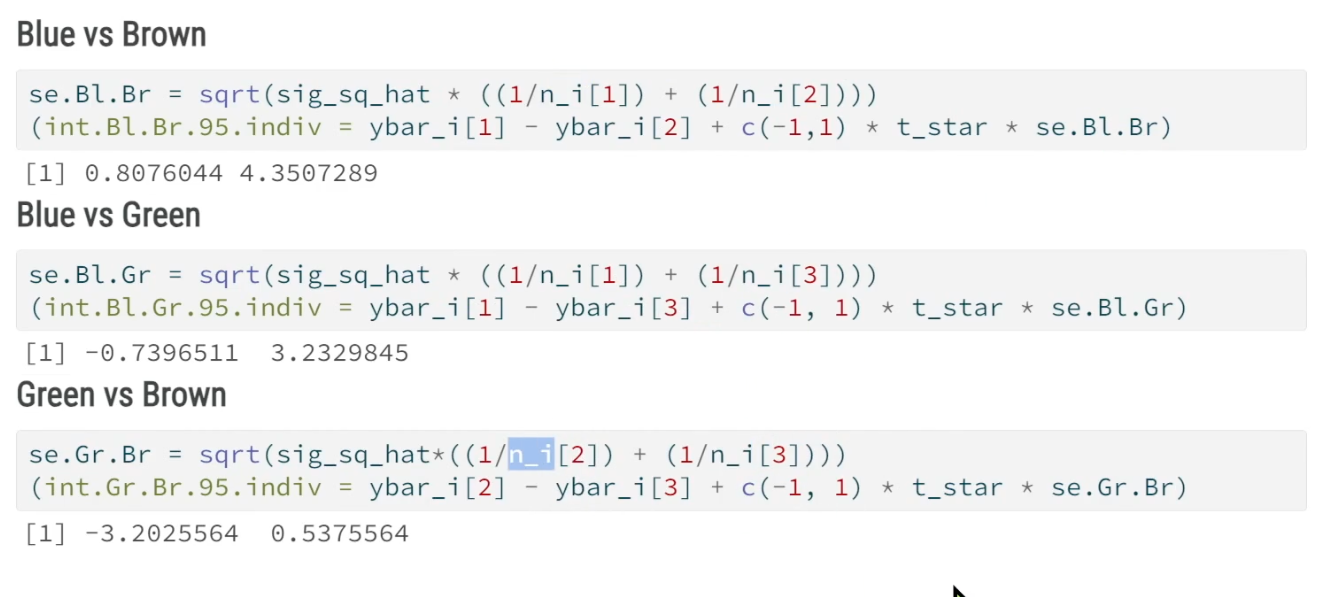 Blue vs Brown
se.Bl.Br = sqrt(sig_sq_hat * ((1/n_i[1]) + (1/n_i[2])))
(int.Bl.Br.95.indiv = ybar_i[1] - ybar_i[2] + c(-1,1) * t_star * se.Bl.Br)
[1] 0.8076044 4.3507289
Blue vs Green
se.Bl.Gr = sqrt(sig_sq_hat * ((1/n_i[1]) + (1/n_i[3])))
(int.Bl.Gr.95.indiv = ybar_i[1] - ybar_i[3] + c(-1, 1) * t_star * se.Bl.Gr)
[1] -0.7396511  3.2329845
Green vs Brown
se.Gr.Br = sqrt(sig_sq_hat*((1/n_i[2]) + (1/n_i[3])))
(int.Gr.Br.95.indiv = ybar_i[2] - ybar_i[3] + c(-1, 1) * t_star * se.Gr.Br)
[1] -3.2025564  0.5375564